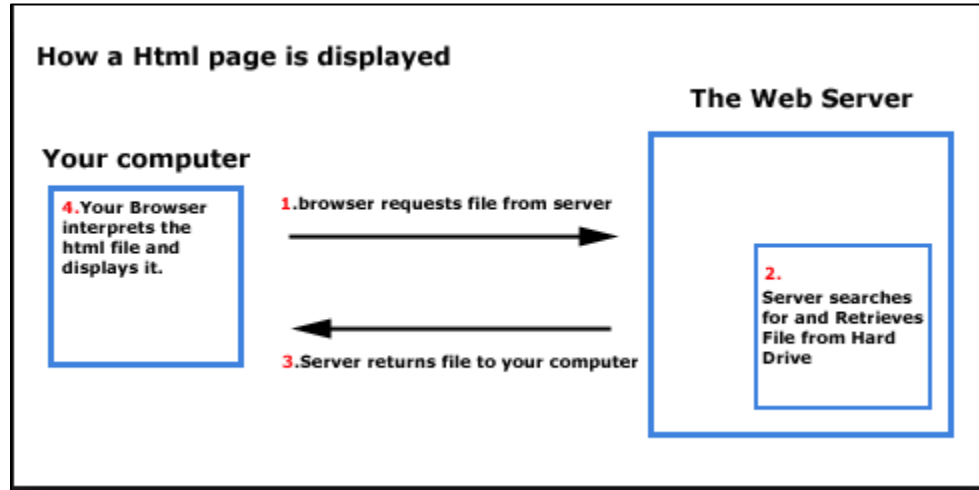 How a Html page is displayed
The Web Server
Your computer
4.Your Browser
interprets the
html file and
displays it.
1.browser requests file from server
2.
Server searches
for and Retrieves
File from Hard
Drive
3.Server returns file to your computer